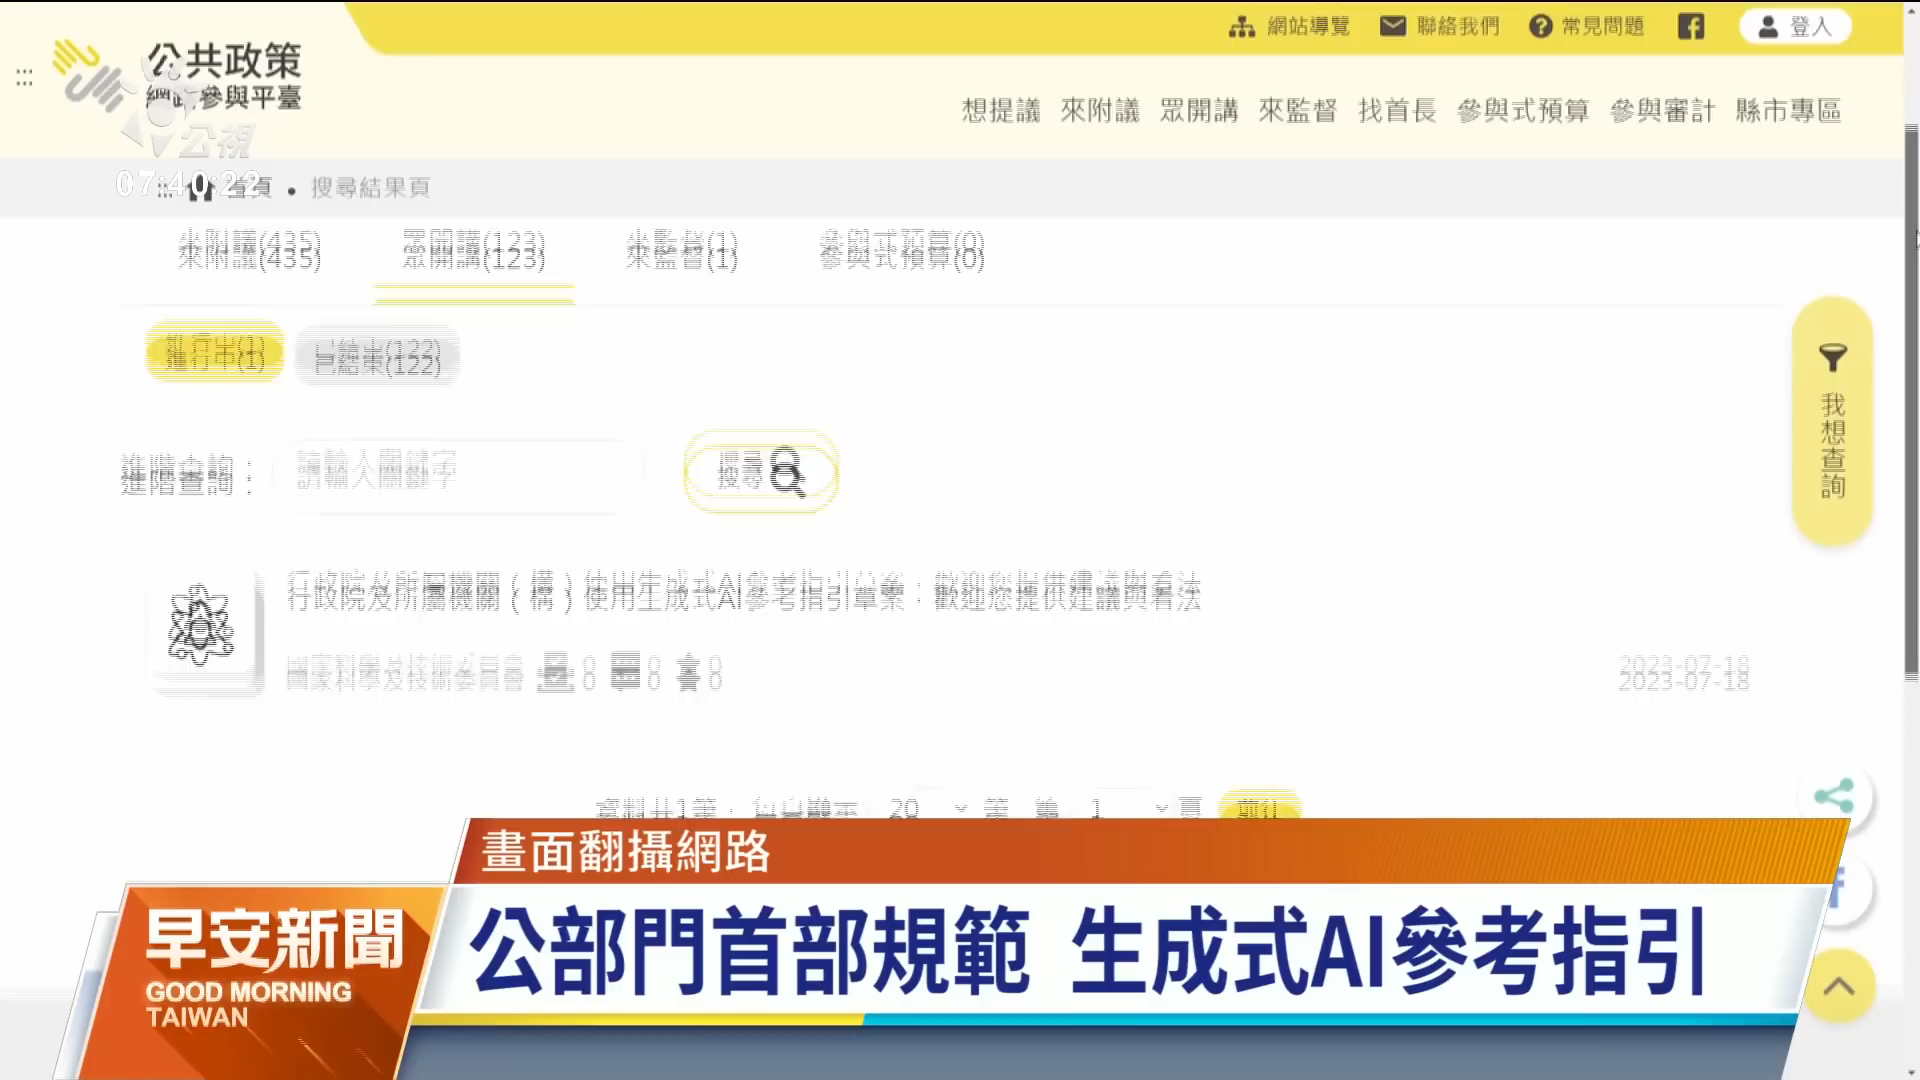 網站導覽 聯絡我們 常見問題 登入
公共政策
網路參與平臺
公視
想提議 來附議 眾開講 來監督 找首長 參與式預算 參與審計 縣市專區
07:40:22
首頁 • 搜尋結果頁
來附議(435) 眾開講(123) 來監督(1) 參與式預算(8)
進行中(1) 已結束(122)
我想查詢
進階查詢：
請輸入關鍵字
搜尋
行政院及所屬機關（構）使用生成式AI參考指引草案：歡迎您提供建議與看法
國家科學及技術委員會
2023-07-18
畫面翻攝網路
早安新聞
GOOD MORNING
TAIWAN
公部門首部規範 生成式AI參考指引